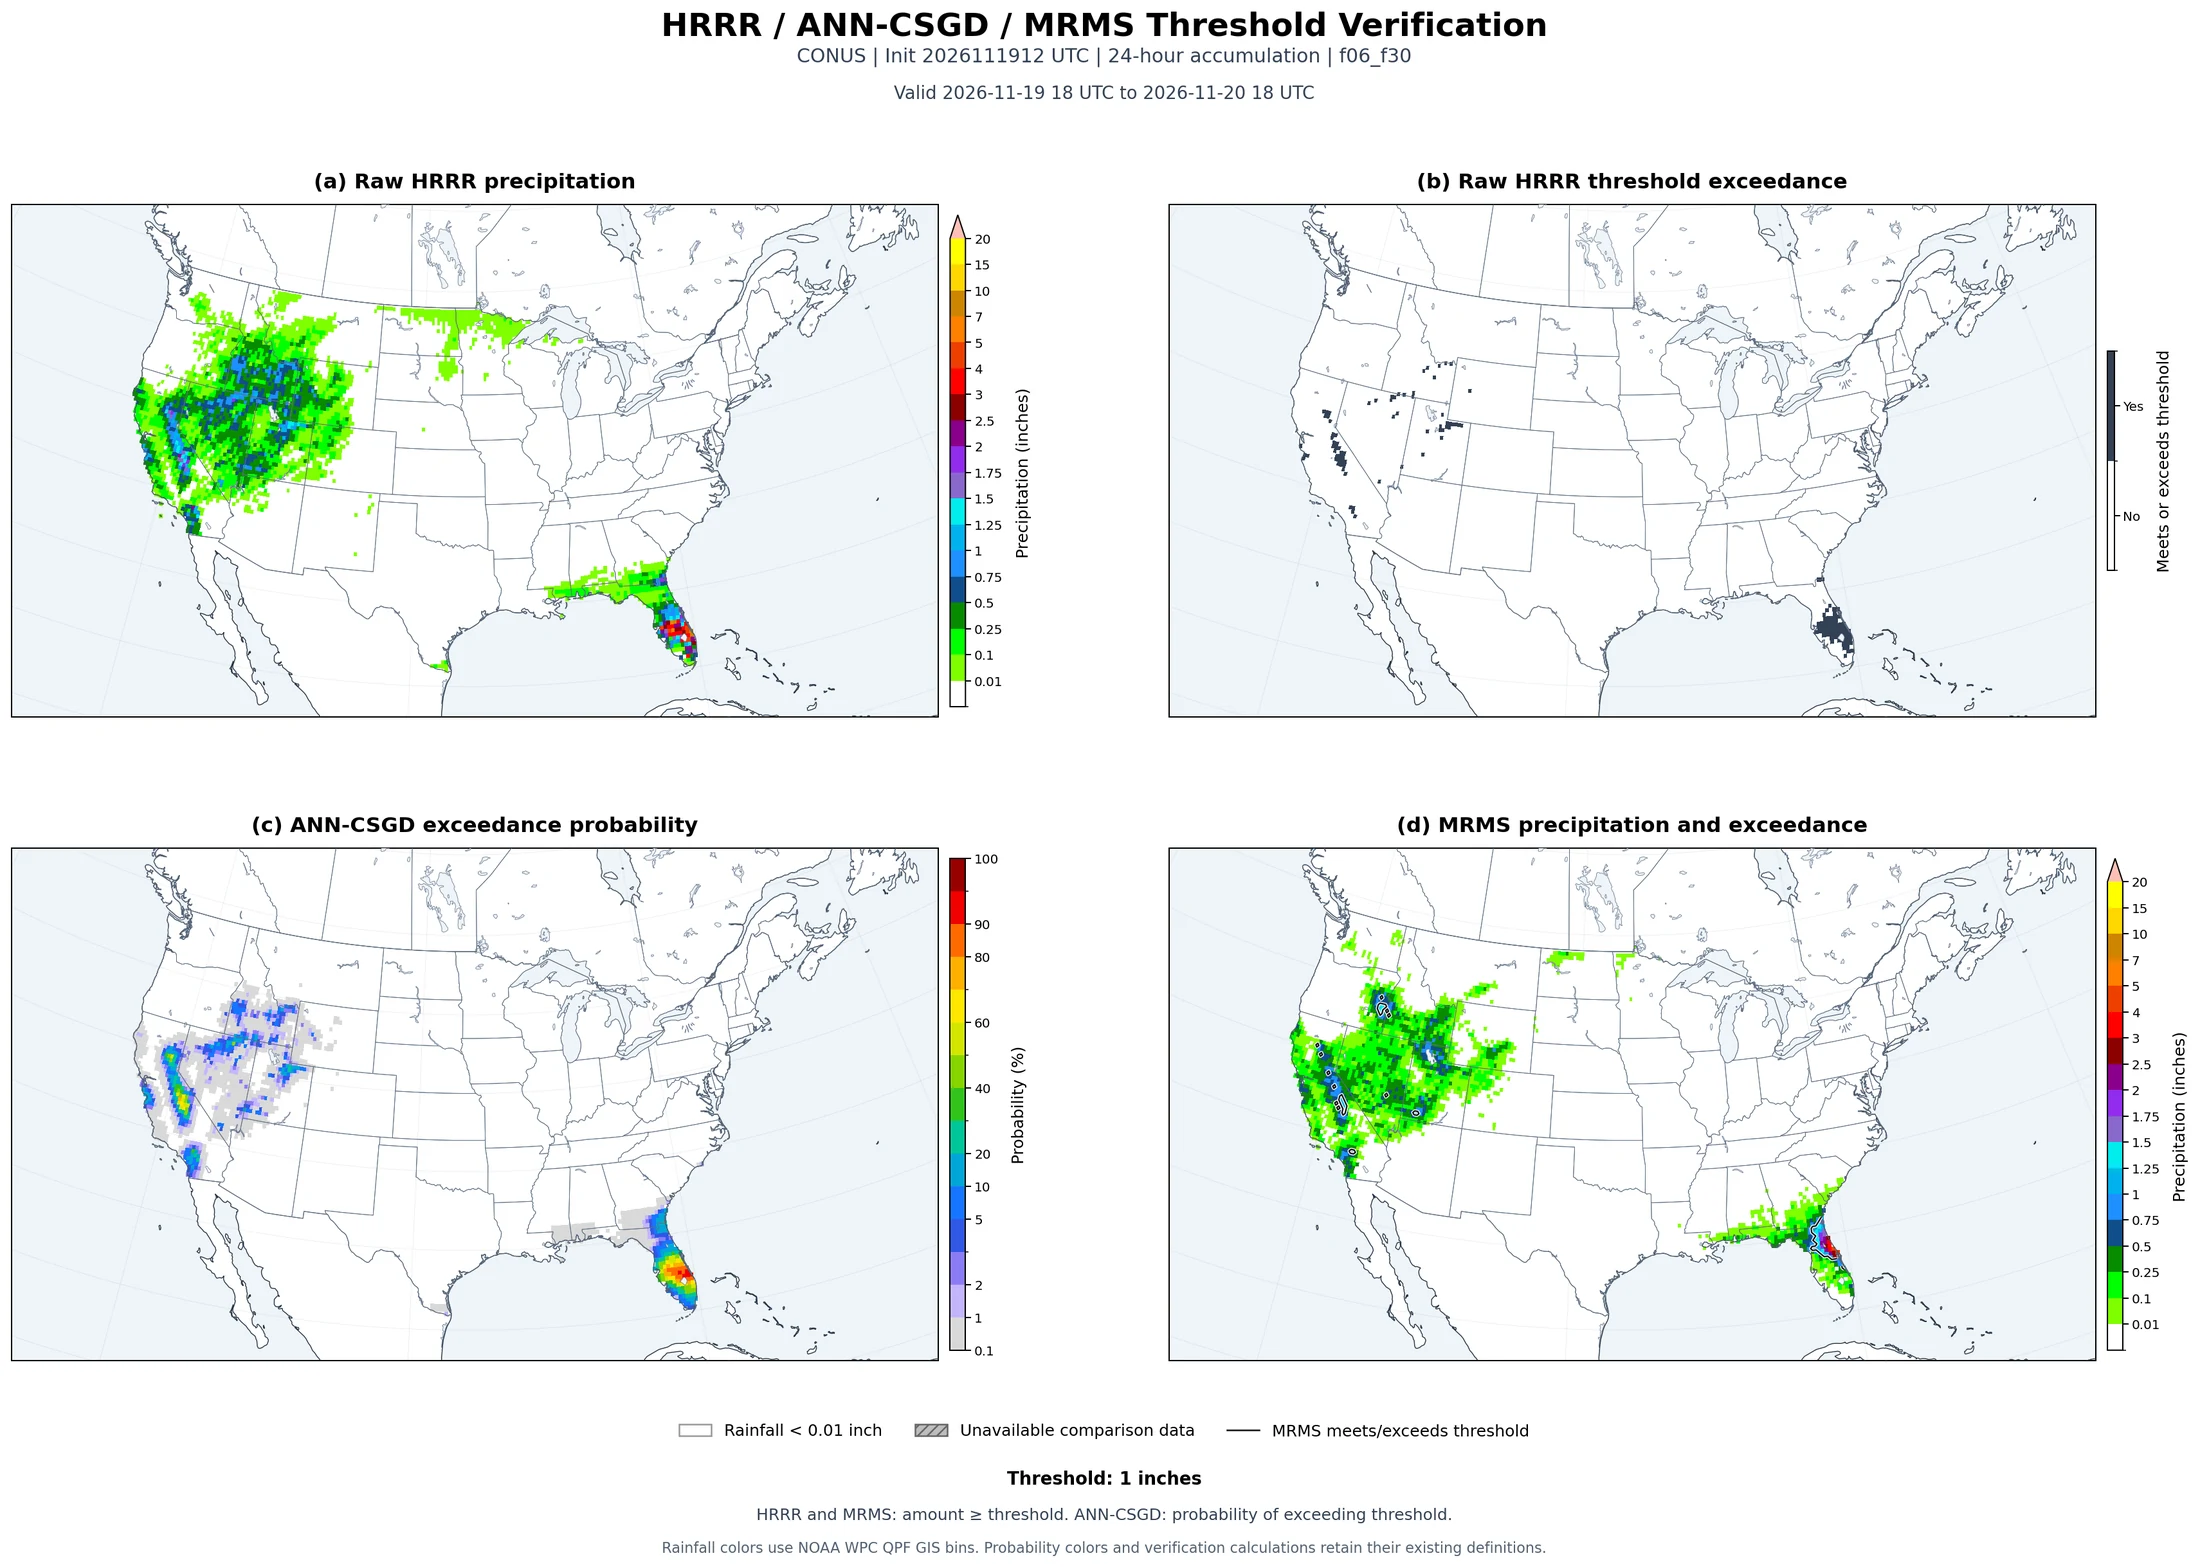 HRRR / ANN-CSGD / MRMS Threshold Verification
CONUS | Init 2026111912 UTC | 24-hour accumulation | f06_f30
Valid 2026-11-19 18 UTC to 2026-11-20 18 UTC
(a) Raw HRRR precipitation
20
15
10
7
5
4
3
2.5
2
1.75
1.5
1.25
1
0.75
0.5
0.25
0.1
0.01
Precipitation (inches)
(b) Raw HRRR threshold exceedance
Yes
No
Meets or exceeds threshold
(c) ANN-CSGD exceedance probability
100
90
80
60
40
20
10
5
2
1
0.1
Probability (%)
(d) MRMS precipitation and exceedance
20
15
10
7
5
4
3
2.5
2
1.75
1.5
1.25
1
0.75
0.5
0.25
0.1
0.01
Precipitation (inches)
Rainfall < 0.01 inch
Unavailable comparison data
MRMS meets/exceeds threshold
Threshold: 1 inches
HRRR and MRMS: amount ≥ threshold. ANN-CSGD: probability of exceeding threshold.
Rainfall colors use NOAA WPC QPF GIS bins. Probability colors and verification calculations retain their existing definitions.